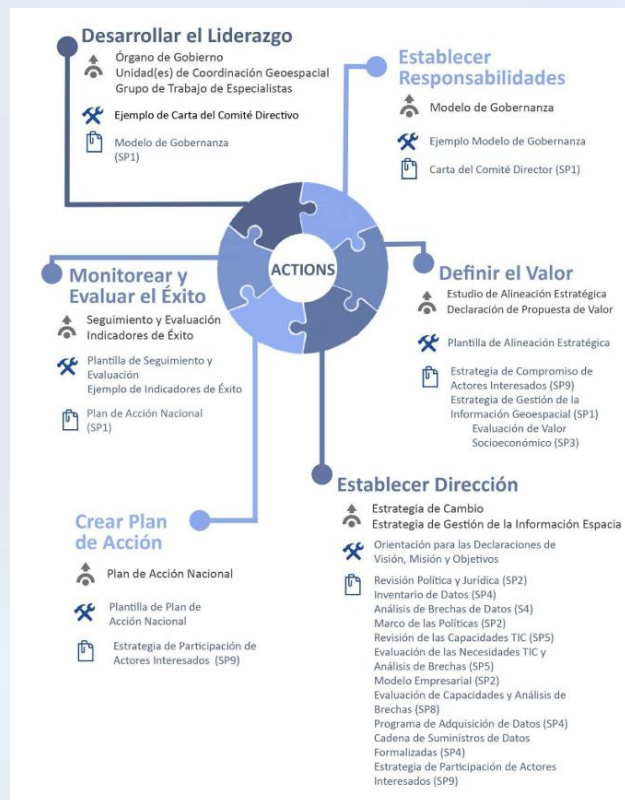 Desarrollar el Liderazgo
Órgano de Gobierno
Unidad(es) de Coordinación Geoespacial
Grupo de Trabajo de Especialistas
Ejemplo de Carta del Comité Directivo
Modelo de Gobernanza
(SP1)
Establecer
Responsabilidades
Modelo de Gobernanza
Ejemplo Modelo de Gobernanza
Carta del Comité Director (SP1)
ACTIONS
Monitorear y
Evaluar el Éxito
Seguimiento y Evaluación
Indicadores de Éxito
Plantilla de Seguimiento y
Evaluación
Ejemplo de Indicadores de Éxito
Plan de Acción Nacional
(SP1)
Definir el Valor
Estudio de Alineación Estratégica
Declaración de Propuesta de Valor
Plantilla de Alineación Estratégica
Estrategia de Compromiso de
Actores Interesados (SP9)
Estrategia de Gestión de la
Información Geoespacial (SP1)
Evaluación de Valor
Socioeconómico (SP3)
Crear Plan
de Acción
Plan de Acción Nacional
Plantilla de Plan de
Acción Nacional
Estrategia de Participación de
Actores Interesados (SP9)
Establecer Dirección
Estrategia de Cambio
Estrategia de Gestión de la Información Espacia
Orientación para las Declaraciones de
Visión, Misión y Objetivos
Revisión Política y Jurídica (SP2)
Inventario de Datos (SP4)
Análisis de Brechas de Datos (S4)
Marco de las Políticas (SP2)
Revisión de las Capacidades TIC (SP5)
Evaluación de las Necesidades TIC y
Análisis de Brechas (SP5)
Modelo Empresarial (SP2)
Evaluación de Capacidades y Análisis de
Brechas (SP8)
Programa de Adquisición de Datos (SP4)
Cadena de Suministros de Datos
Formalizadas (SP4)
Estrategia de Participación de Actores
Interesados (SP9)